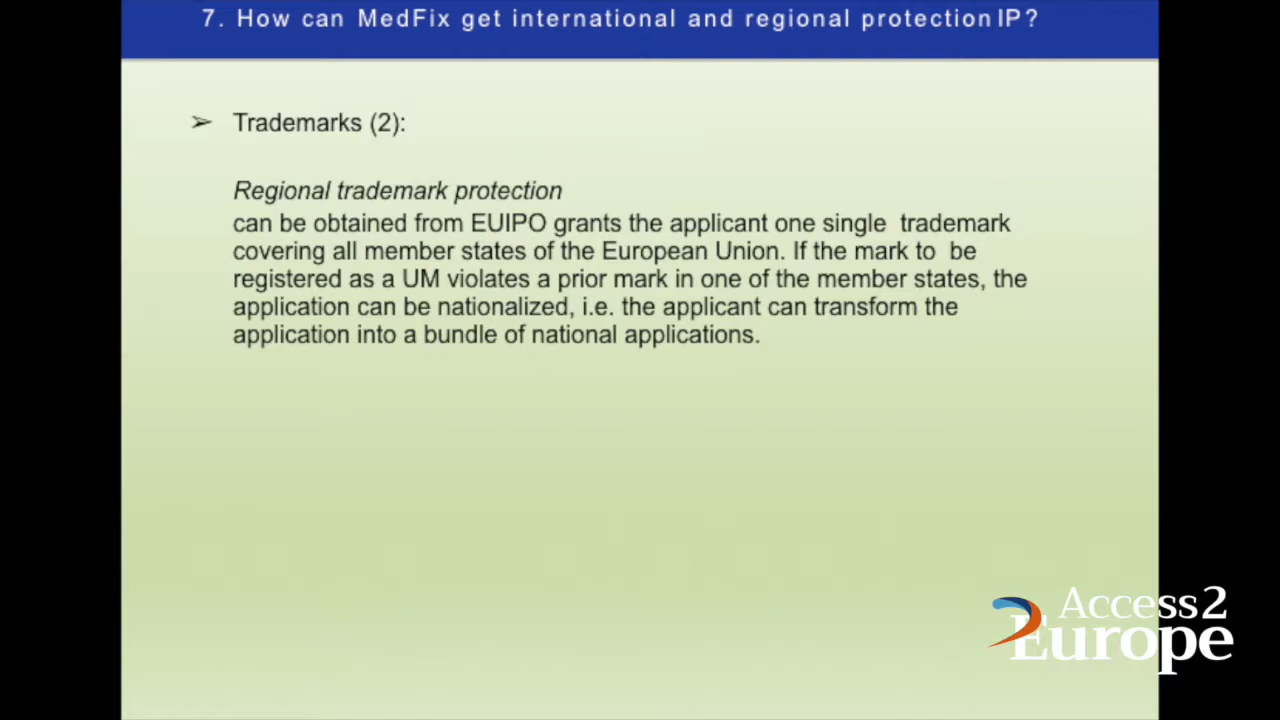 7. How can MedFix get international and regional protection IP?
➢ Trademarks (2):
Regional trademark protection
can be obtained from EUIPO grants the applicant one single trademark
covering all member states of the European Union. If the mark to be
registered as a UM violates a prior mark in one of the member states, the
application can be nationalized, i.e. the applicant can transform the
application into a bundle of national applications.
Access2
Europe